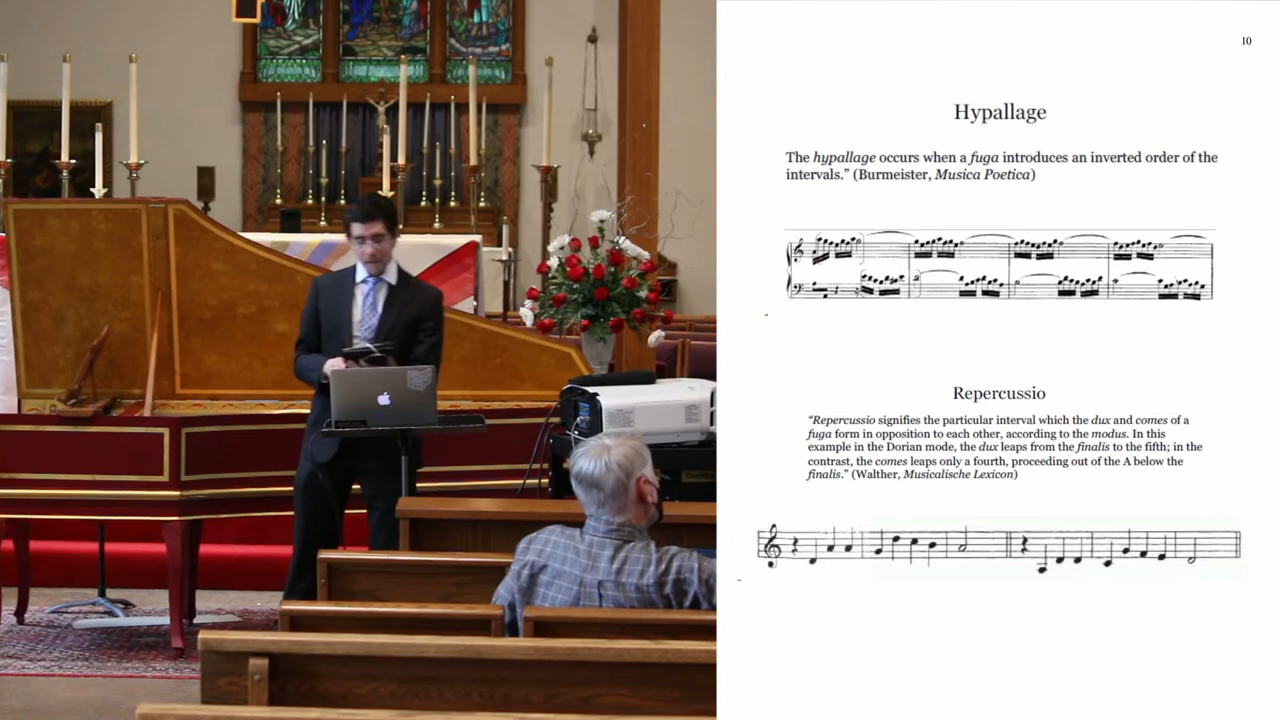 10
Hypallage
The hypallage occurs when a fuga introduces an inverted order of the
intervals.” (Burmeister, Musica Poetica)
Repercussio
“Repercussio signifies the particular interval which the dux and comes of a
fuga form in opposition to each other, according to the modus. In this
example in the Dorian mode, the dux leaps from the finalis to the fifth; in the
contrast, the comes leaps only a fourth, proceeding out of the A below the
finalis.” (Walther, Musicalische Lexicon)